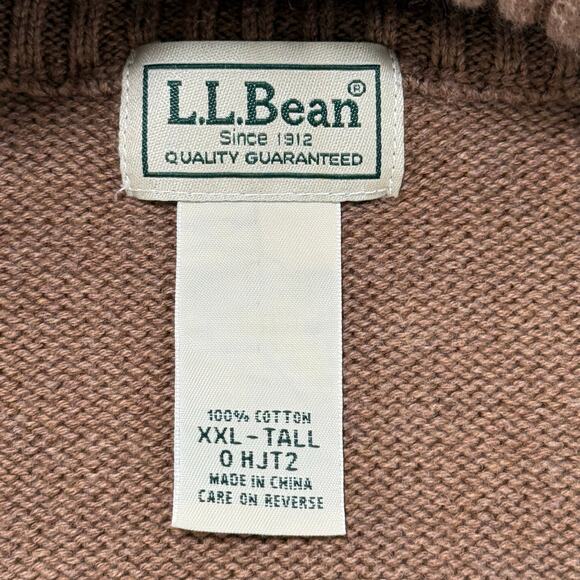 L.L.Bean®
Since 1912
QUALITY GUARANTEED
100% COTTON
XXL-TALL
0 HJT2
MADE IN CHINA
CARE ON REVERSE